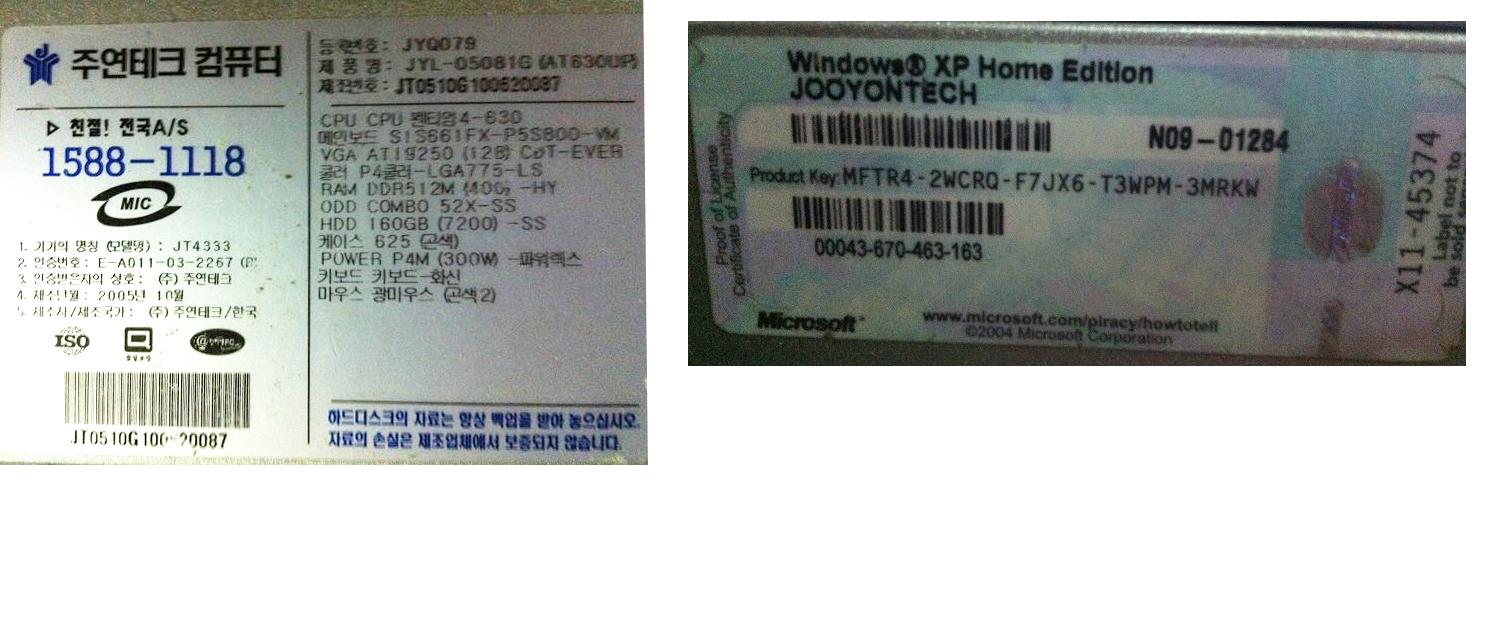 주연테크 컴퓨터
▷ 친절! 전국A/S
1588-1118
MIC
1. 기기의 명칭 (모델명) : JT4333
2. 인증번호 : E-A011-03-2267 (B)
3. 인증받은자의 상호 : (주) 주연테크
4. 제조년월 : 2005년 10월
5. 제조사/제조국가 : (주) 주연테크/한국
ISO
JT0510G100520087
등록번호 : JYQ079
제 품 명 : JYL-05081G (AT630UP)
제조번호 : JT0510G100520087
CPU CPU 펜티엄4-630
메인보드 SIS661FX-P5S800-VM
VGA ATI9250 (128) CDT-EVER
쿨러 P4쿨러-LGA775-LS
RAM DDR512M (400) -HY
ODD COMBO 52X-SS
HDD 160GB (7200) -SS
케이스 625 (곤색)
POWER P4M (300W) -파워렉스
키보드 키보드-화신
마우스 광마우스 (곤색2)
하드디스크의 자료는 항상 백업을 받아 놓으십시오.
자료의 손실은 제조업체에서 보증되지 않습니다.
Windows® XP Home Edition
JOOYONTECH
N09-01284
Product Key: MFTR4-2WCRQ-F7JX6-T3WPM-3MRKW
00043-670-463-163
Proof of License
Certificate of Authenticity
Microsoft
www.microsoft.com/piracy/howtotell
©2004 Microsoft Corporation
X11-45374
Label not to
be sold